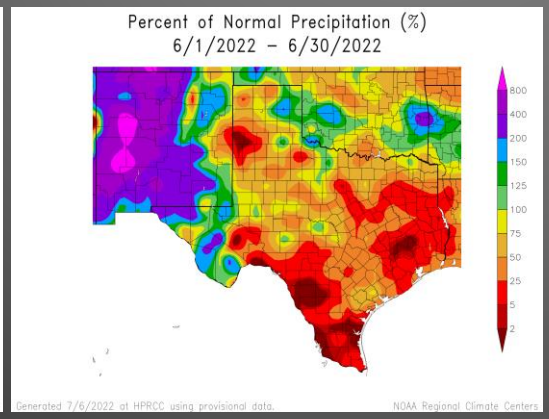 Percent of Normal Precipitation (%)
6/1/2022 – 6/30/2022
800
400
200
150
125
100
75
50
25
5
2
Generated 7/6/2022 at HPRCC using provisional data.
NOAA Regional Climate Centers